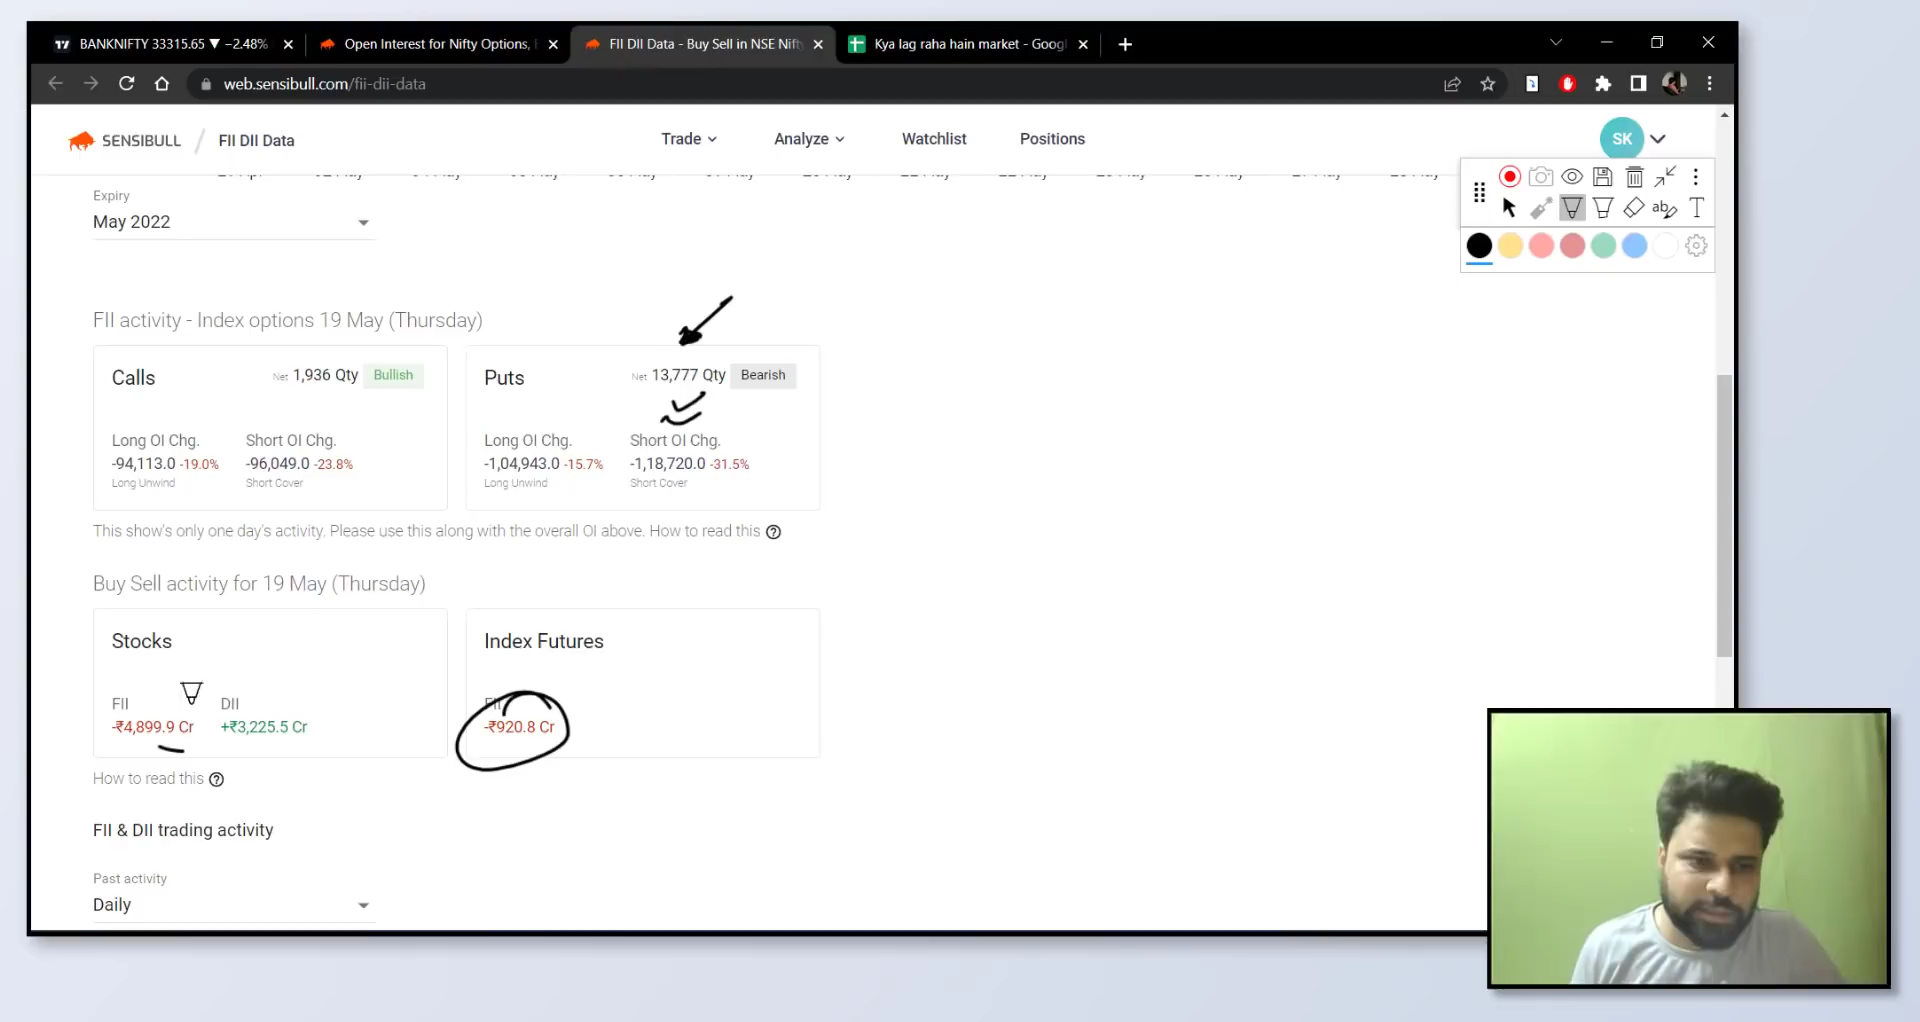 BANKNIFTY 33315.65 ▼ −2.48%
Open Interest for Nifty Options,
FII DII Data - Buy Sell in NSE Nifty
Kya lag raha hain market - Goog
web.sensibull.com/fii-dii-data
SENSIBULL / FII DII Data
Trade
Analyze
Watchlist
Positions
SK
Expiry
May 2022
FII activity - Index options 19 May (Thursday)
Calls
Net 1,936 Qty Bullish
Long OI Chg. Short OI Chg.
-94,113.0 -19.0% -96,049.0 -23.8%
Long Unwind Short Cover
Puts
Net 13,777 Qty Bearish
Long OI Chg. Short OI Chg.
-1,04,943.0 -15.7% -1,18,720.0 -31.5%
Long Unwind Short Cover
This show's only one day's activity. Please use this along with the overall OI above. How to read this
Buy Sell activity for 19 May (Thursday)
Stocks
FII DII
-₹4,899.9 Cr +₹3,225.5 Cr
Index Futures
FII
-₹920.8 Cr
How to read this
FII & DII trading activity
Past activity
Daily